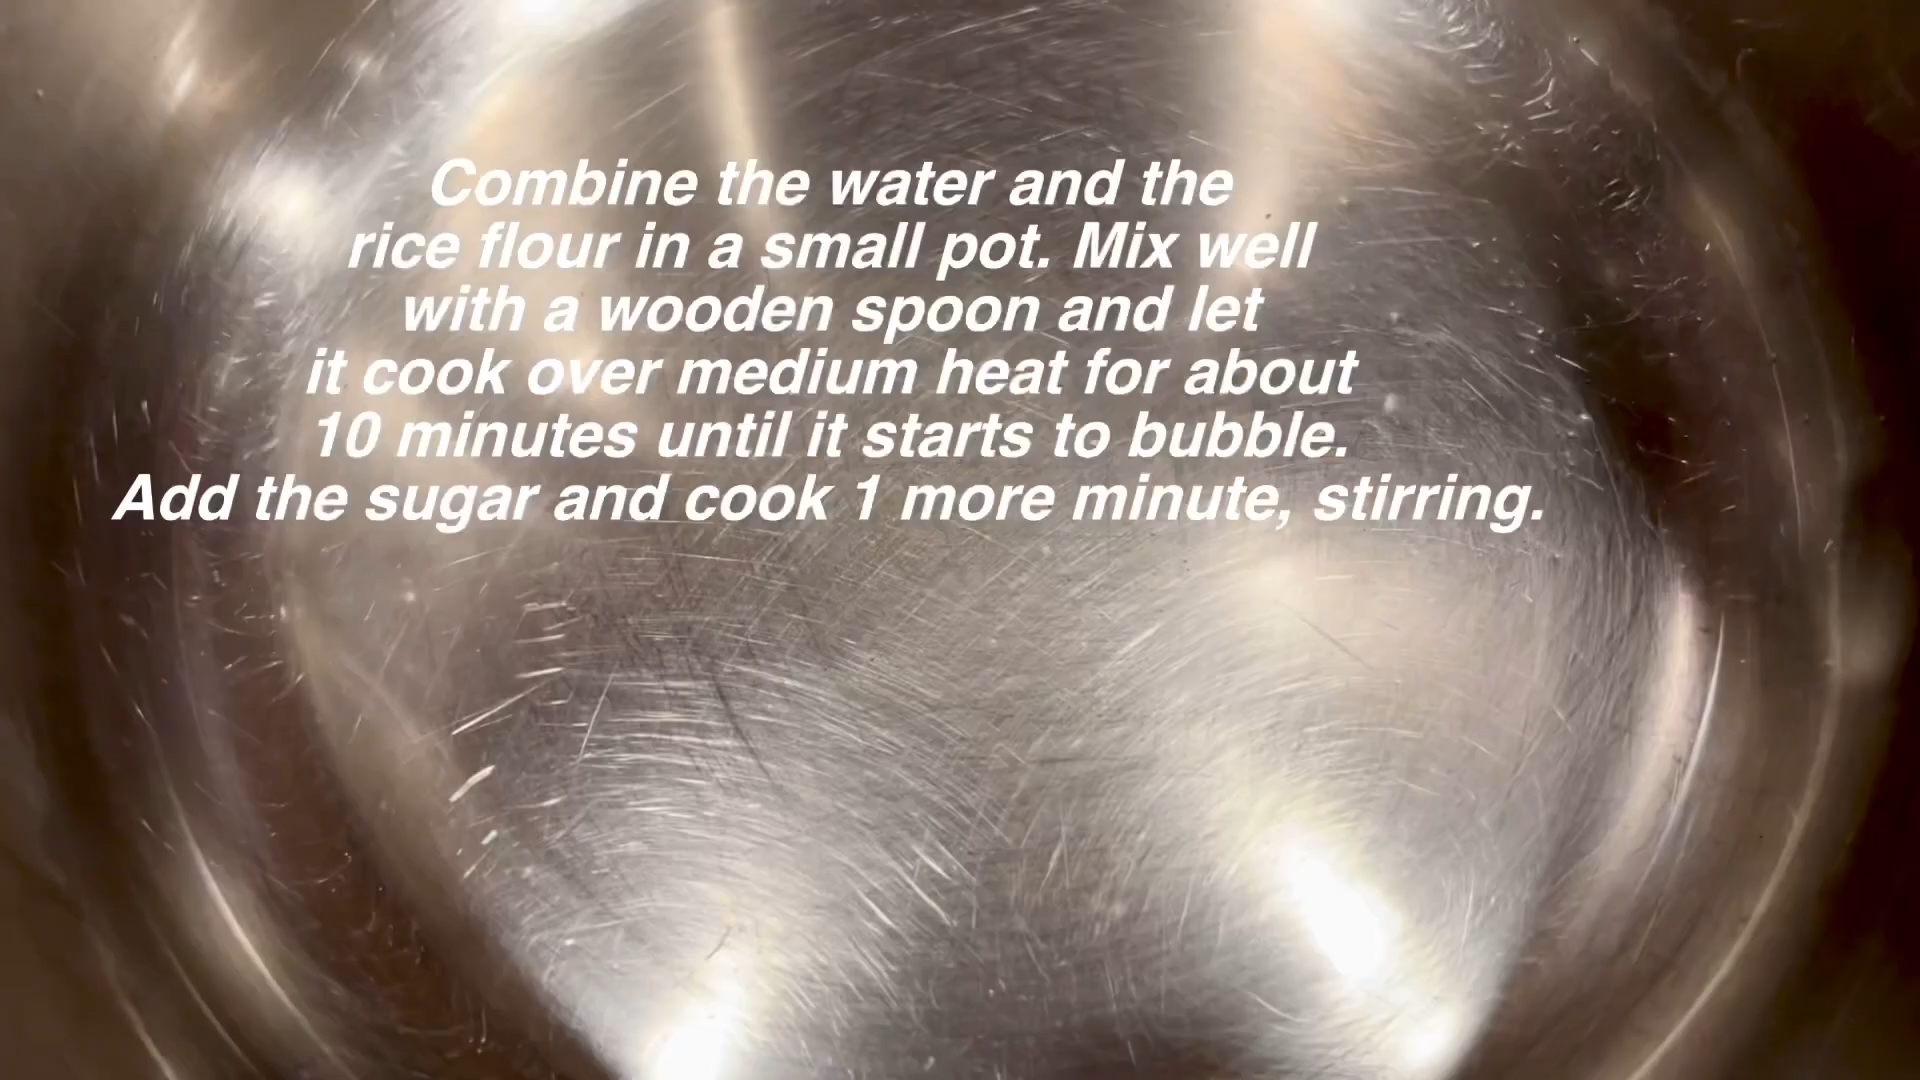 Combine the water and the
rice flour in a small pot. Mix well
with a wooden spoon and let
it cook over medium heat for about
10 minutes until it starts to bubble.
Add the sugar and cook 1 more minute, stirring.